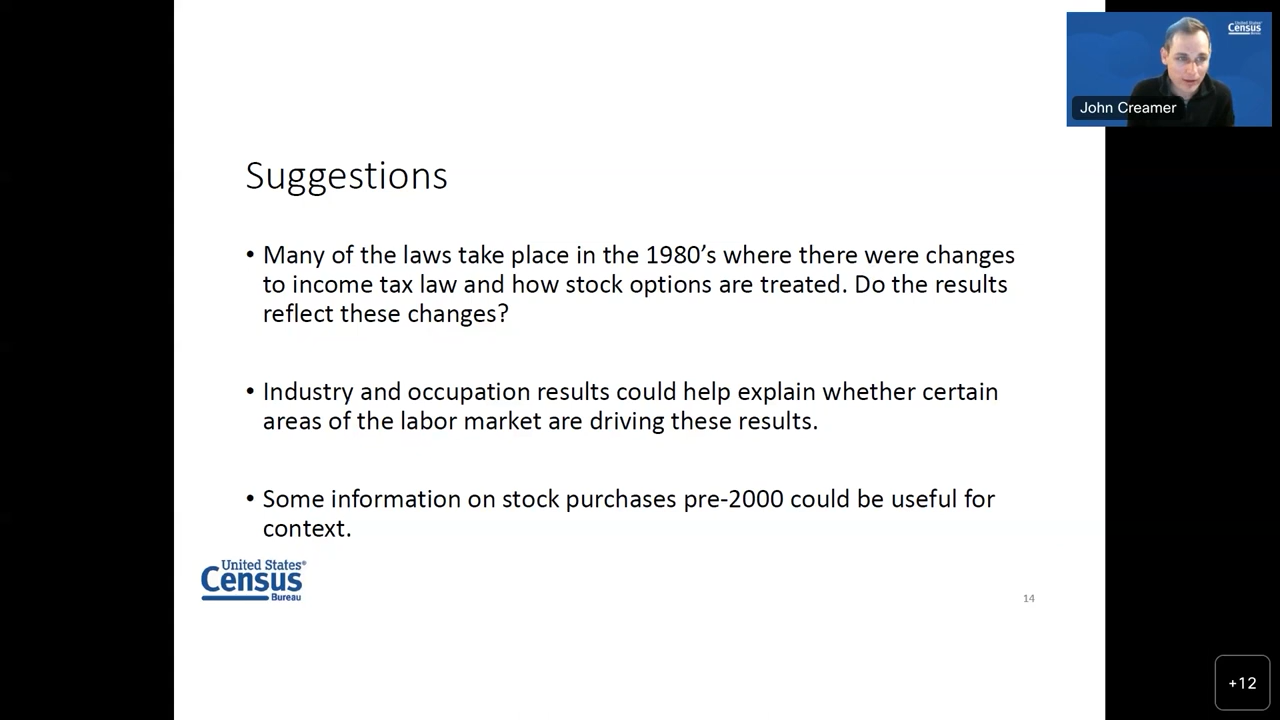 United States
Census
Bureau
John Creamer
Suggestions
• Many of the laws take place in the 1980’s where there were changes
to income tax law and how stock options are treated. Do the results
reflect these changes?
• Industry and occupation results could help explain whether certain
areas of the labor market are driving these results.
• Some information on stock purchases pre-2000 could be useful for
context.
United States®
Census
Bureau
14
+12